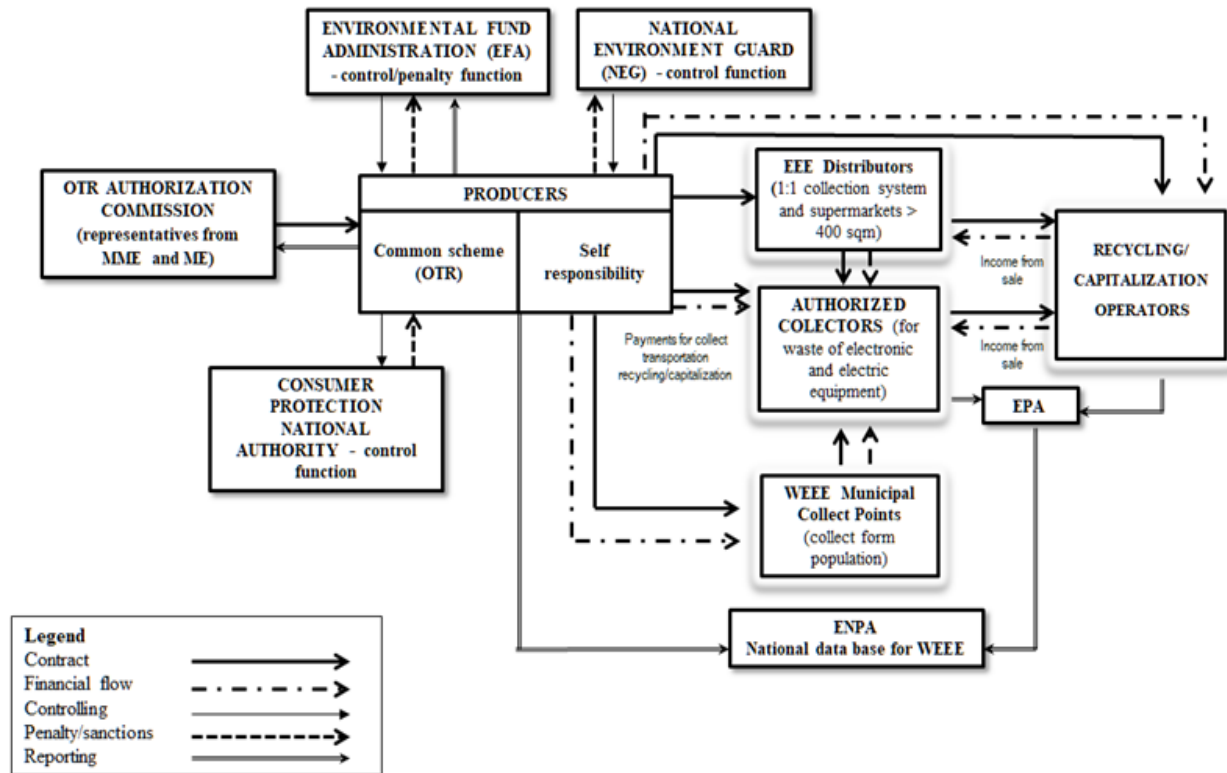 ENVIRONMENTAL FUND
ADMINISTRATION (EFA)
- control/penalty function
NATIONAL
ENVIRONMENT GUARD
(NEG) - control function
OTR AUTHORIZATION
COMMISSION
(representatives from
MME and ME)
PRODUCERS
Common scheme
(OTR)
Self
responsibility
EEE Distributors
(1:1 collection system
and supermarkets >
400 sqm)
Income from
sale
RECYCLING/
CAPITALIZATION
OPERATORS
Payments for collect
transportation
recycling/capitalization
AUTHORIZED
COLECTORS (for
waste of electronic
and electric
equipment)
Income from
sale
EPA
CONSUMER
PROTECTION
NATIONAL
AUTHORITY - control
function
WEEE Municipal
Collect Points
(collect form
population)
ENPA
National data base for WEEE
Legend
Contract
Financial flow
Controlling
Penalty/sanctions
Reporting